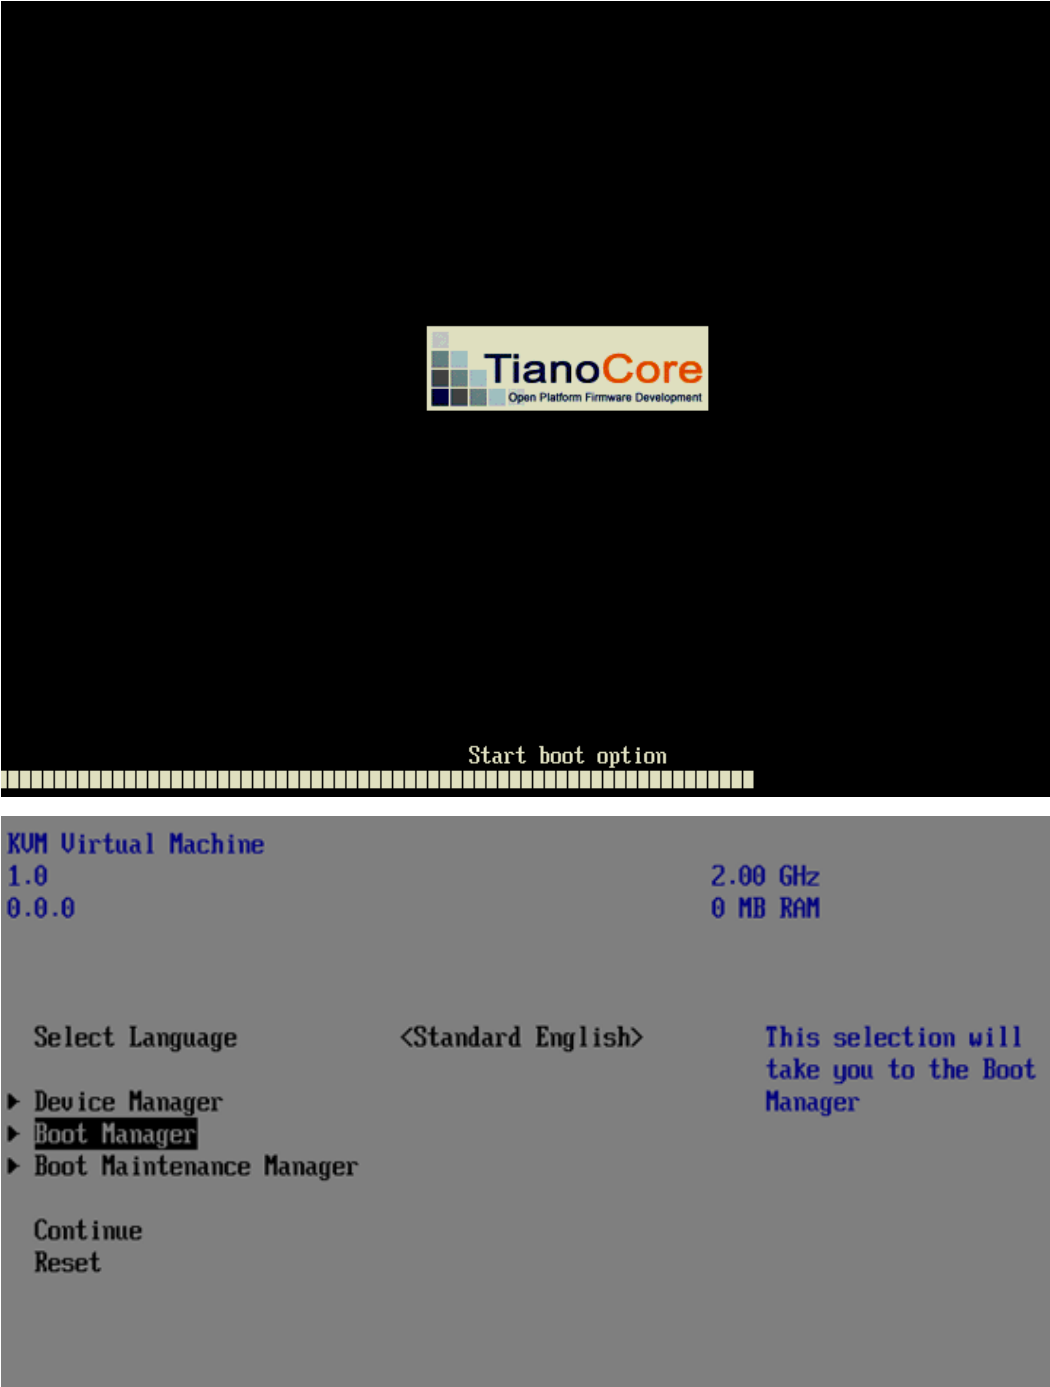 TianoCore
Open Platform Firmware Development
Start boot option
KVM Virtual Machine
1.0 2.00 GHz
0.0.0 0 MB RAM
Select Language <Standard English> This selection will
take you to the Boot
Device Manager Manager
Boot Manager
Boot Maintenance Manager
Continue
Reset